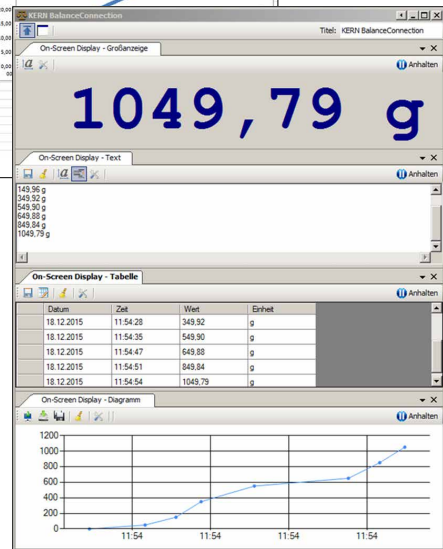 KERN BalanceConnection
Titel: KERN BalanceConnection
On-Screen Display - Großanzeige
Anhalten
1049,79 g
On-Screen Display - Text
Anhalten
149,96 g
349,92 g
549,90 g
649,88 g
849,84 g
1049,79 g
On-Screen Display - Tabelle
Anhalten
Datum Zeit Wert Einheit
18.12.2015 11:54:28 349,92 g
18.12.2015 11:54:35 549,90 g
18.12.2015 11:54:47 649,88 g
18.12.2015 11:54:51 849,84 g
18.12.2015 11:54:54 1049,79 g
On-Screen Display - Diagramm
Anhalten
1200
1000
800
600
400
200
0
11:54 11:54 11:54 11:54